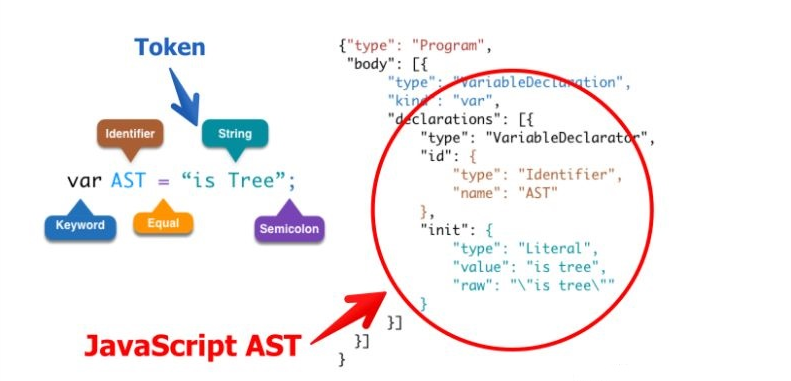 Token
Identifier
String
var AST = “is Tree”;
Keyword
Equal
Semicolon
JavaScript AST
{"type": "Program",
"body": [{
"type": "VariableDeclaration",
"kind": "var",
"declarations": [{
"type": "VariableDeclarator",
"id": {
"type": "Identifier",
"name": "AST"
},
"init": {
"type": "Literal",
"value": "is tree",
"raw": "\"is tree\""
}
}]
}]
}